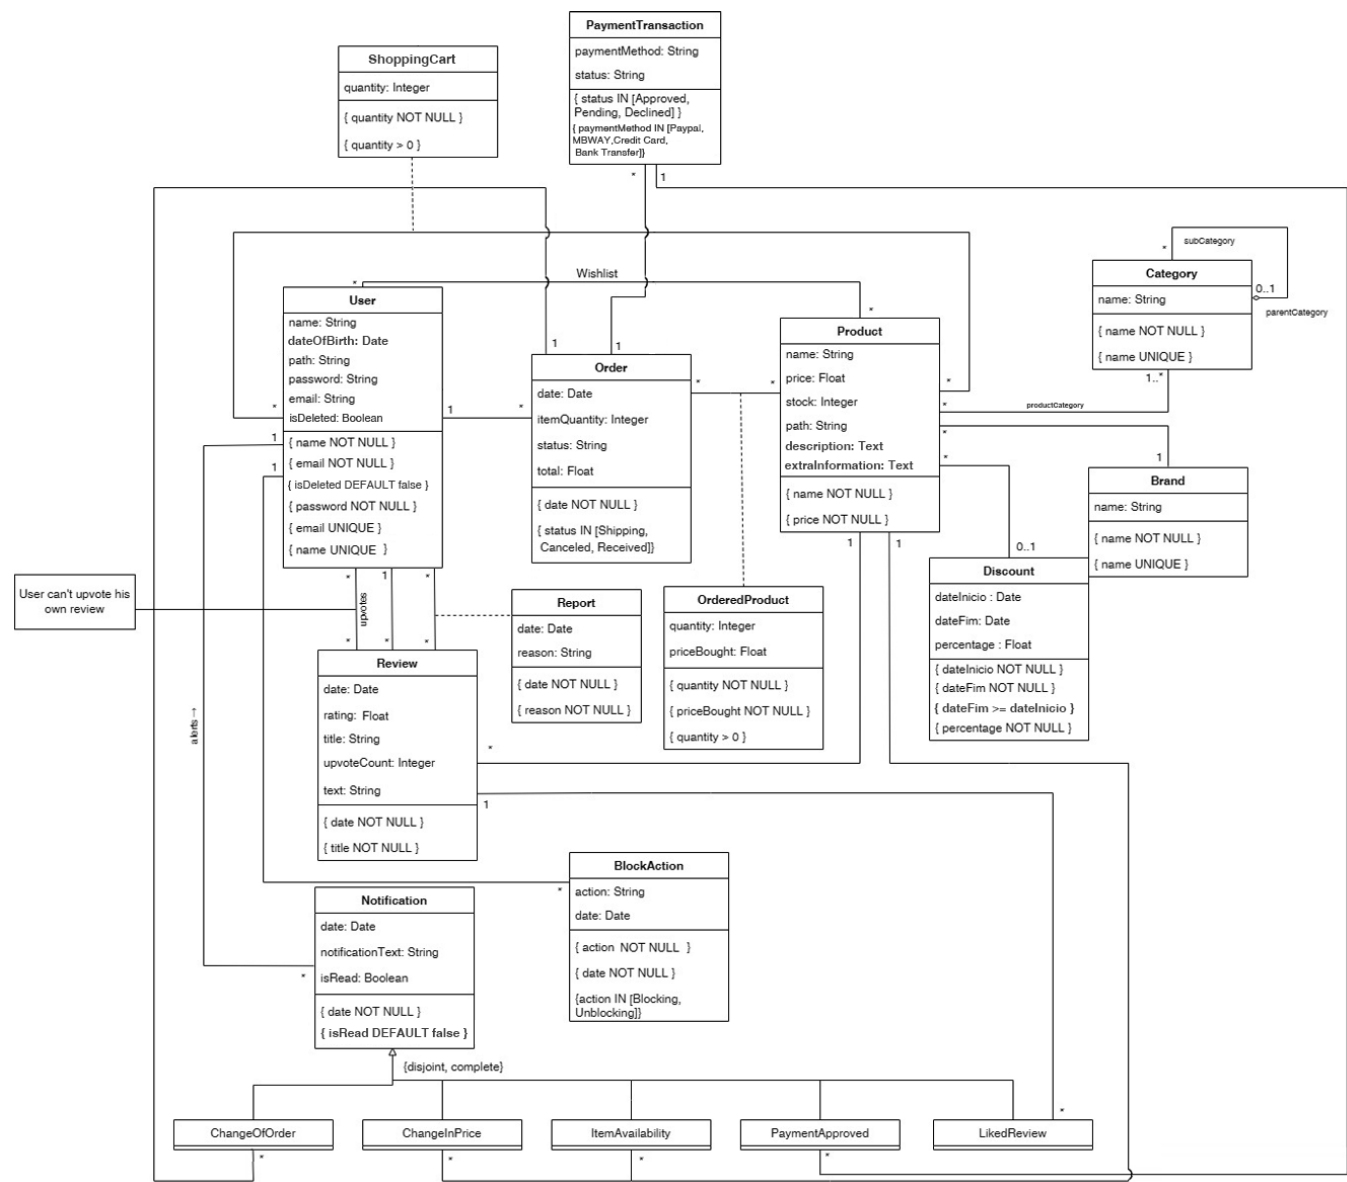 PaymentTransaction
paymentMethod: String
status: String
{ status IN [Approved,
Pending, Declined] }
{ paymentMethod IN [Paypal,
MBWAY,Credit Card,
Bank Transfer]}
*
1
ShoppingCart
quantity: Integer
{ quantity NOT NULL }
{ quantity > 0 }
subCategory
*
Category
name: String
{ name NOT NULL }
{ name UNIQUE }
0..1
parentCategory
1..*
productCategory
Wishlist
*
*
User
name: String
dateOfBirth: Date
path: String
password: String
email: String
isDeleted: Boolean
{ name NOT NULL }
{ email NOT NULL }
{ isDeleted DEFAULT false }
{ password NOT NULL }
{ email UNIQUE }
{ name UNIQUE }
*
1
1
1
*
1
1
Order
date: Date
itemQuantity: Integer
status: String
total: Float
{ date NOT NULL }
{ status IN [Shipping,
Canceled, Received]}
*
*
Product
name: String
price: Float
stock: Integer
path: String
description: Text
extraInformation: Text
{ name NOT NULL }
{ price NOT NULL }
*
*
*
*
1
1
1
Brand
name: String
{ name NOT NULL }
{ name UNIQUE }
0..1
Discount
dateInicio : Date
dateFim: Date
percentage : Float
{ dateInicio NOT NULL }
{ dateFim NOT NULL }
{ dateFim >= dateInicio }
{ percentage NOT NULL }
User can't upvote his
own review
*
1
*
upvotes
*
*
*
Report
date: Date
reason: String
{ date NOT NULL }
{ reason NOT NULL }
OrderedProduct
quantity: Integer
priceBought: Float
{ quantity NOT NULL }
{ priceBought NOT NULL }
{ quantity > 0 }
Review
date: Date
rating: Float
title: String
upvoteCount: Integer
text: String
{ date NOT NULL }
{ title NOT NULL }
*
1
alerts →
BlockAction
action: String
date: Date
{ action NOT NULL }
{ date NOT NULL }
{action IN [Blocking,
Unblocking]}
*
Notification
date: Date
notificationText: String
isRead: Boolean
{ date NOT NULL }
{ isRead DEFAULT false }
*
{disjoint, complete}
ChangeOfOrder
ChangeInPrice
ItemAvailability
PaymentApproved
LikedReview
*
*
*
*
*